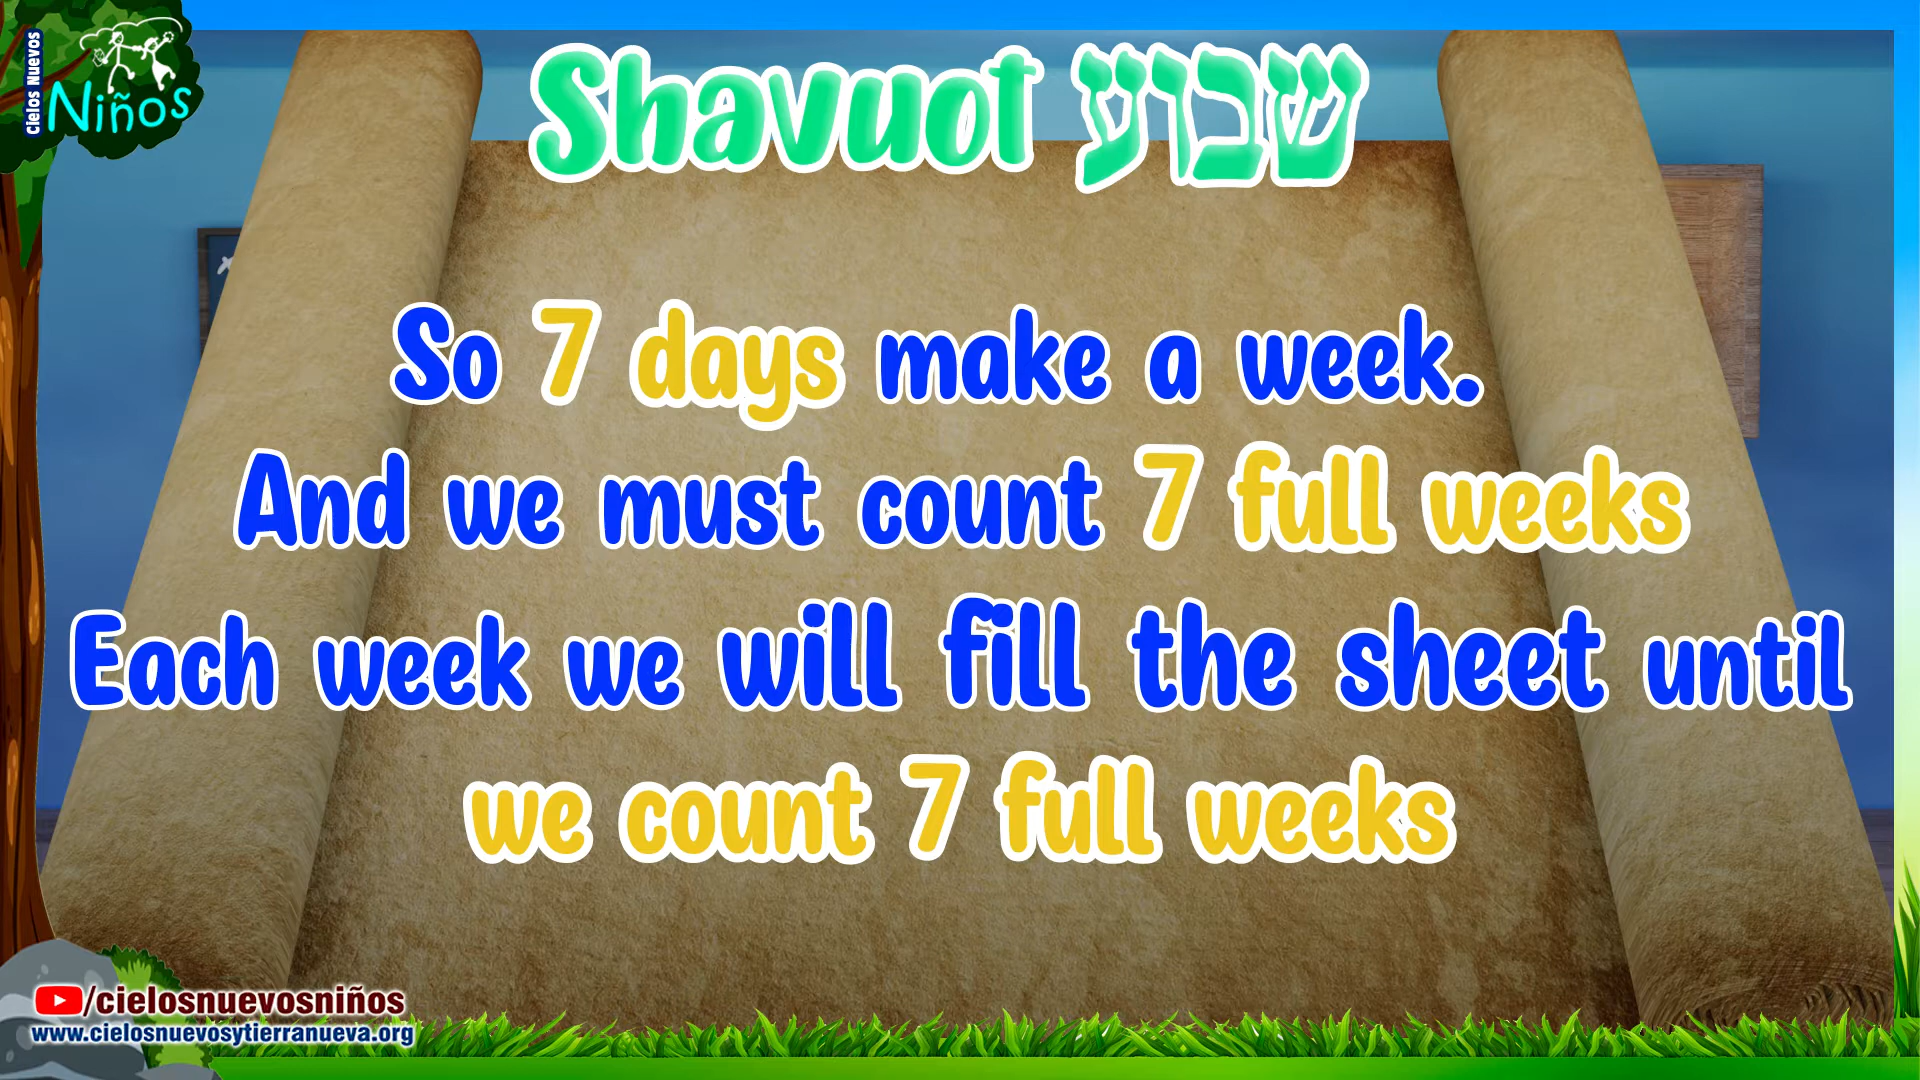 Cielos Nuevos
Niños
Shavuot שבוע
So 7 days make a week.
And we must count 7 full weeks
Each week we will fill the sheet until
we count 7 full weeks
/cielosnuevosniños
www.cielosnuevosytierranueva.org